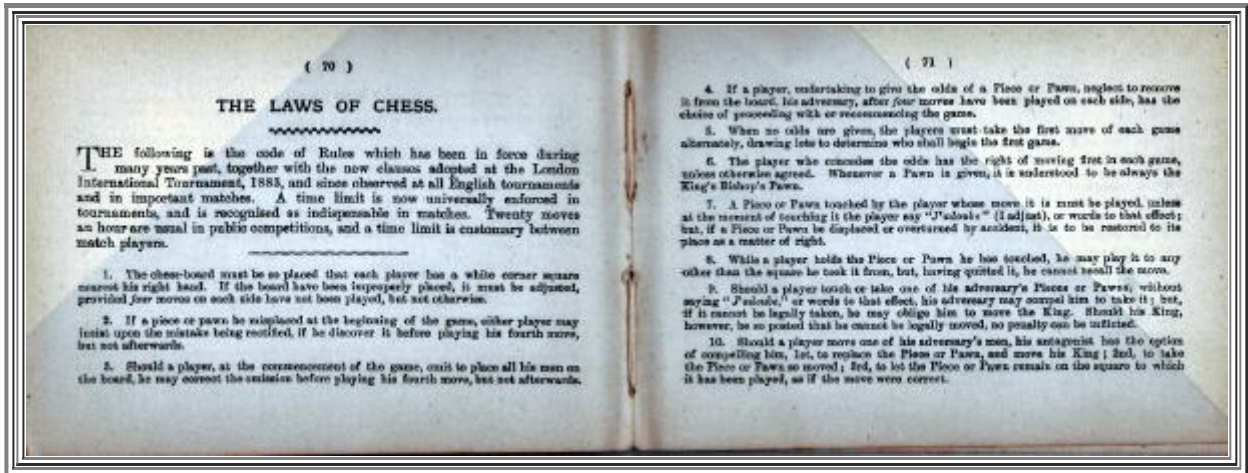 ( 70 )
THE LAWS OF CHESS.
THE following is the code of Rules which has been in force during
many years past, together with the new clauses adopted at the London
International Tournament, 1883, and since observed at all English tournaments
and in important matches. A time limit is now universally enforced in
tournaments, and is recognised as indispensable in matches. Twenty moves
an hour are usual in public competitions, and a time limit is customary between
match players.
1. The chess-board must be so placed that each player has a white corner square
nearest his right hand. If the board have been improperly placed, it must be adjusted,
provided four moves on each side have not been played, but not otherwise.
2. If a piece or pawn be misplaced at the beginning of the game, either player may
insist upon the mistake being rectified, if he discover it before playing his fourth move,
but not afterwards.
3. Should a player, at the commencement of the game, omit to place all his men on
the board, he may correct the omission before playing his fourth move, but not afterwards.
( 71 )
4. If a player, undertaking to give the odds of a Piece or Pawn, neglect to remove
it from the board, his adversary, after four moves have been played on each side, has the
choice of proceeding with or recommencing the game.
5. When no odds are given, the players must take the first move of each game
alternately, drawing lots to determine who shall begin the first game.
6. The player who concedes the odds has the right of moving first in each game,
unless otherwise agreed. Whenever a Pawn is given, it is understood to be always the
King's Bishop's Pawn.
7. A Piece or Pawn touched by the player whose move it is must be played, unless
at the moment of touching it the player say "J'adoube" (I adjust), or words to that effect;
but, if a Piece or Pawn be displaced or overturned by accident, it is to be restored to its
place as a matter of right.
8. While a player holds the Piece or Pawn he has touched, he may play it to any
other than the square he took it from, but, having quitted it, he cannot recall the move.
9. Should a player touch or take one of his adversary's Pieces or Pawns, without
saying "J'adoube," or words to that effect, his adversary may compel him to take it; but,
if it cannot be legally taken, he may oblige him to move the King. Should his King,
however, be so posted that he cannot be legally moved, no penalty can be inflicted.
10. Should a player move one of his adversary's men, his antagonist has the option
of compelling him, 1st, to replace the Piece or Pawn, and move his King; 2nd, to take
the Piece or Pawn so moved; 3rd, to let the Piece or Pawn remain on the square to which
it has been played, as if the move were correct.